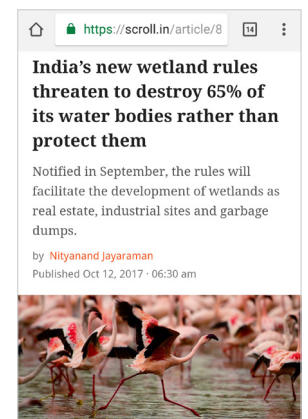 https://scroll.in/article/8
14
India’s new wetland rules
threaten to destroy 65% of
its water bodies rather than
protect them
Notified in September, the rules will
facilitate the development of wetlands as
real estate, industrial sites and garbage
dumps.
by Nityanand Jayaraman
Published Oct 12, 2017 · 06:30 am